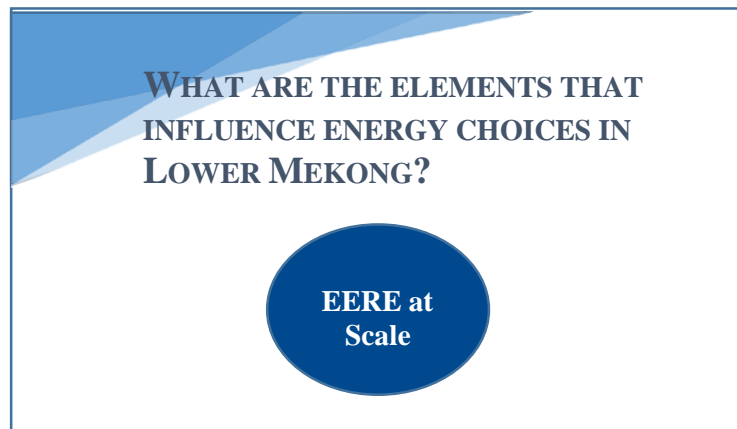 WHAT ARE THE ELEMENTS THAT
INFLUENCE ENERGY CHOICES IN
LOWER MEKONG?
EERE at
Scale